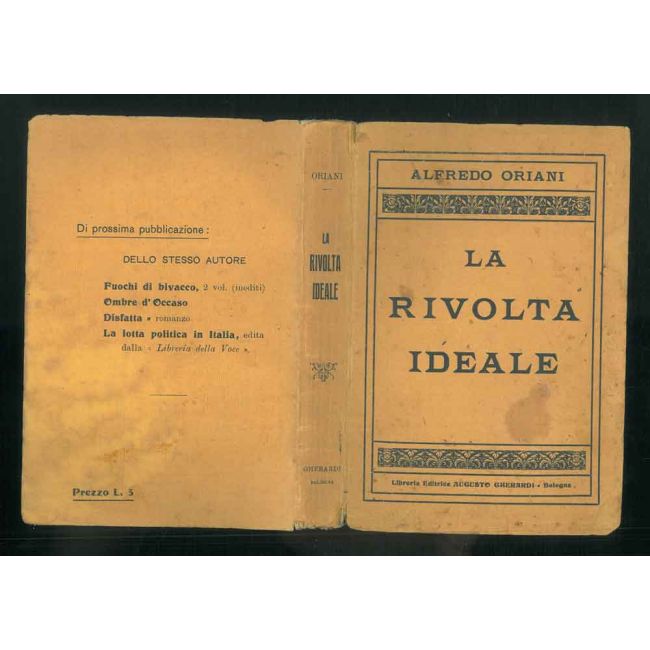 Di prossima pubblicazione :
DELLO STESSO AUTORE
Fuochi di bivacco, 2 vol. (inediti)
Ombre d'Occaso
Disfatta - romanzo
La lotta politica in Italia, edita
dalla « Libreria della Voce ».
Prezzo L. 5
ORIANI
LA
RIVOLTA
IDEALE
GHERARDI
ALFREDO ORIANI
LA
RIVOLTA
IDEALE
Libreria Editrice AUGUSTO GHERARDI - Bologna